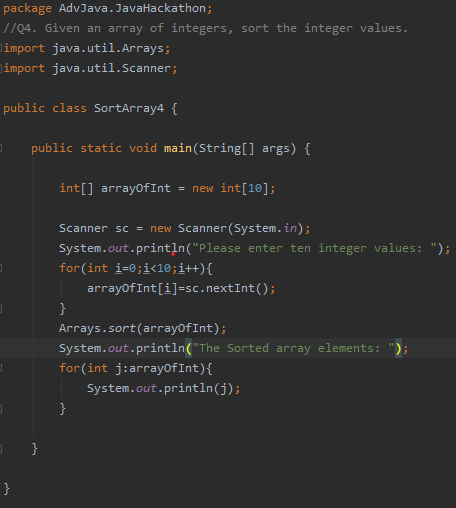 package AdvJava.JavaHackathon;
//Q4. Given an array of integers, sort the integer values.
import java.util.Arrays;
import java.util.Scanner;
public class SortArray4 {
public static void main(String[] args) {
int[] arrayOfInt = new int[10];
Scanner sc = new Scanner(System.in);
System.out.println("Please enter ten integer values: ");
for(int i=0;i<10;i++){
arrayOfInt[i]=sc.nextInt();
}
Arrays.sort(arrayOfInt);
System.out.println("The Sorted array elements: ");
for(int j:arrayOfInt){
System.out.println(j);
}
}
}